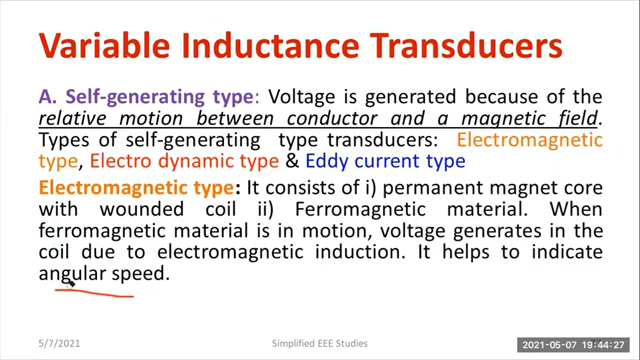 Variable Inductance Transducers
A. Self-generating type: Voltage is generated because of the
relative motion between conductor and a magnetic field.
Types of self-generating type transducers: Electromagnetic
type, Electro dynamic type & Eddy current type
Electromagnetic type: It consists of i) permanent magnet core
with wounded coil ii) Ferromagnetic material. When
ferromagnetic material is in motion, voltage generates in the
coil due to electromagnetic induction. It helps to indicate
angular speed.
5/7/2021 Simplified EEE Studies 2021-05-07 19:44:27